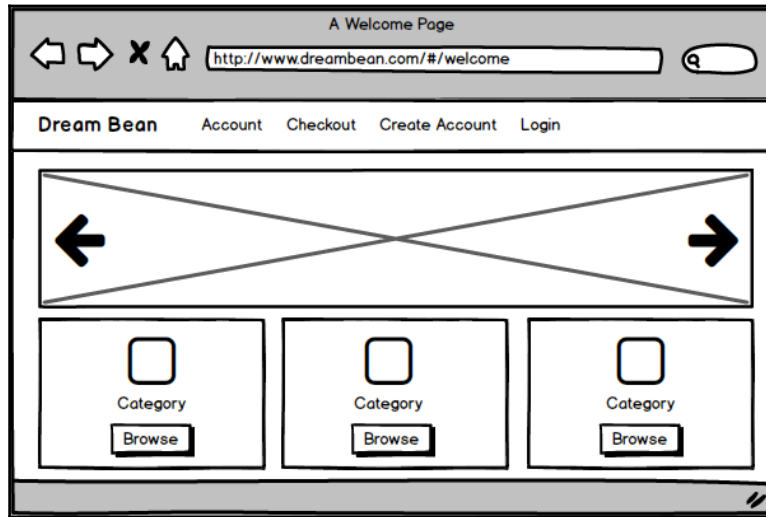 A Welcome Page
http://www.dreambean.com/#/welcome
Dream Bean Account Checkout Create Account Login
Category Category Category
Browse Browse Browse